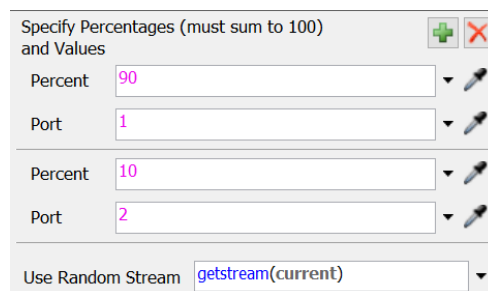 Specify Percentages (must sum to 100)
and Values
Percent 90
Port 1
Percent 10
Port 2
Use Random Stream getstream(current)